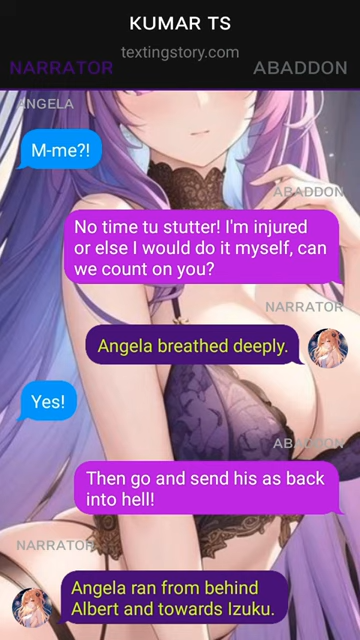 KUMAR TS
textingstory.com
NARRATOR
ABADDON
ANGELA
M-me?!
ABADDON
No time tu stutter! I'm injured
or else I would do it myself, can
we count on you?
NARRATOR
Angela breathed deeply.
Yes!
ABADDON
Then go and send his as back
into hell!
NARRATOR
Angela ran from behind
Albert and towards Izuku.